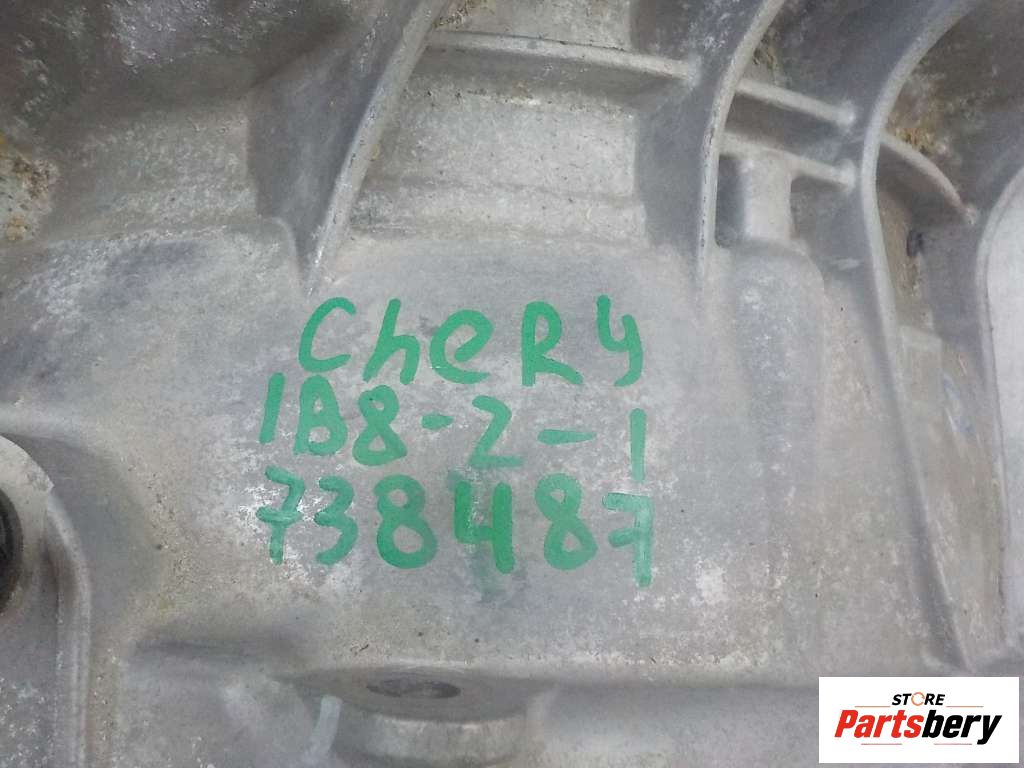 CheRy
1B8-2-1
738487
STORE
Partsbery